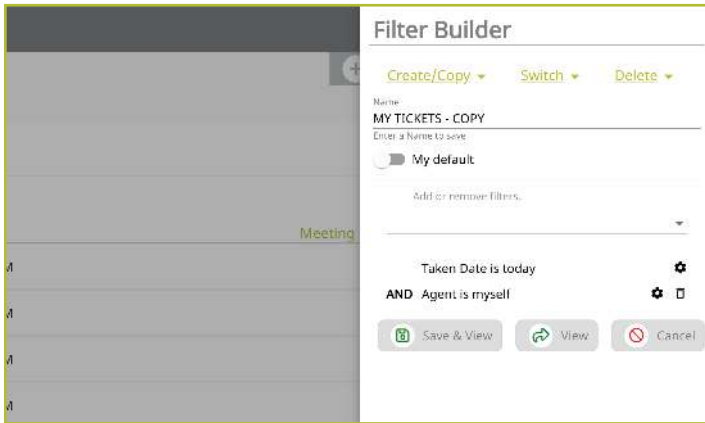 Filter Builder
Create/Copy Switch Delete
Name
MY TICKETS - COPY
Enter a Name to save
My default
Add or remove filters.
Meeting
Taken Date is today
M
AND Agent is myself
M
Save & View View Cancel
M
M